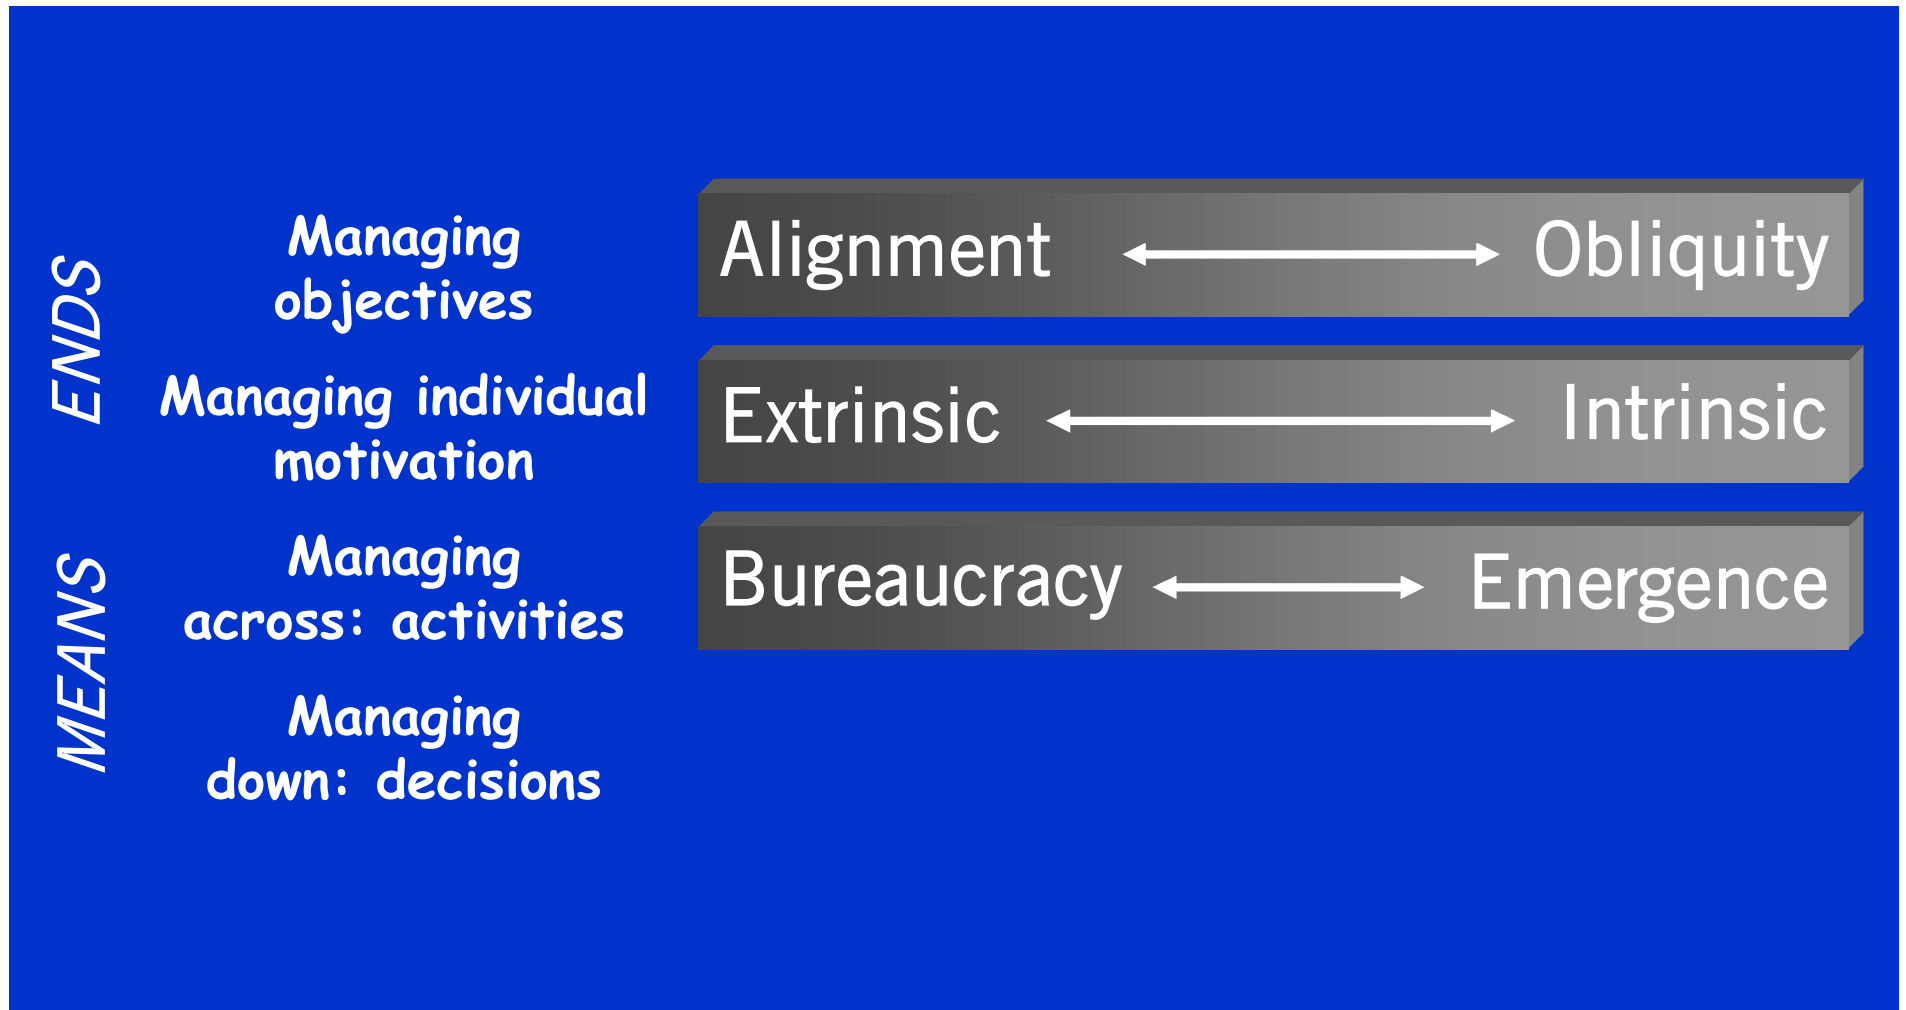 ENDS
Managing
objectives
Alignment Obliquity
Managing individual
motivation
Extrinsic Intrinsic
MEANS
Managing
across: activities
Bureaucracy Emergence
Managing
down: decisions